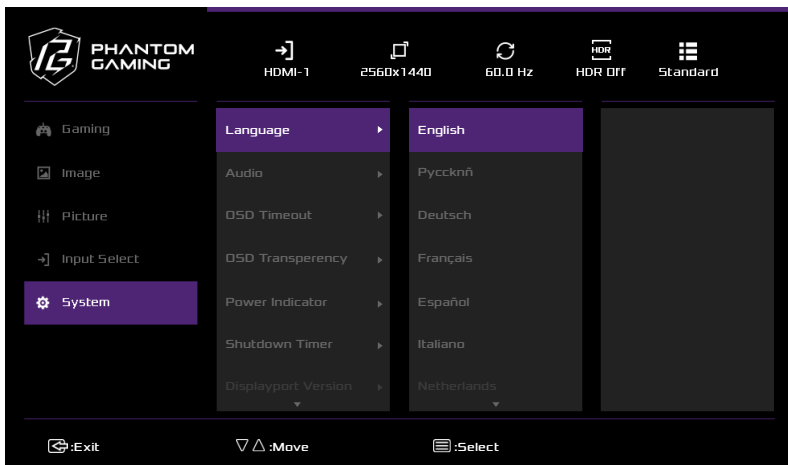 PHANTOM
GAMING
HDMI-1
2560x1440
60.0 Hz
HDR
HDR Off
Standard
Gaming
Image
Picture
Input Select
System
Language
Audio
OSD Timeout
OSD Transperency
Power Indicator
Shutdown Timer
Displayport Version
English
Руссknñ
Deutsch
Français
Español
Italiano
Netherlands
:Exit
:Move
:Select